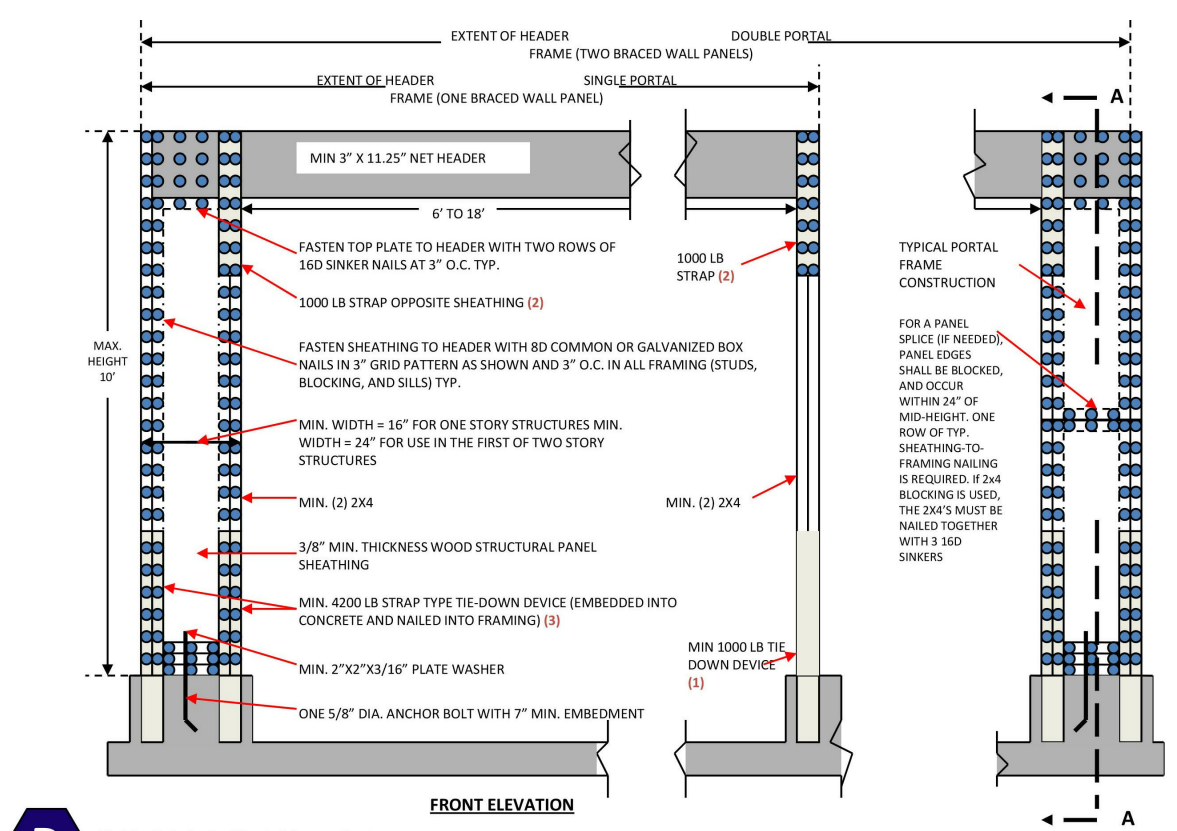 EXTENT OF HEADER DOUBLE PORTAL
FRAME (TWO BRACED WALL PANELS)
EXTENT OF HEADER SINGLE PORTAL
FRAME (ONE BRACED WALL PANEL)
A
MIN 3” X 11.25” NET HEADER
6’ TO 18’
FASTEN TOP PLATE TO HEADER WITH TWO ROWS OF
16D SINKER NAILS AT 3” O.C. TYP.
1000 LB STRAP OPPOSITE SHEATHING (2)
FASTEN SHEATHING TO HEADER WITH 8D COMMON OR GALVANIZED BOX
NAILS IN 3” GRID PATTERN AS SHOWN AND 3” O.C. IN ALL FRAMING (STUDS,
BLOCKING, AND SILLS) TYP.
MAX.
HEIGHT
10’
MIN. WIDTH = 16” FOR ONE STORY STRUCTURES MIN.
WIDTH = 24” FOR USE IN THE FIRST OF TWO STORY
STRUCTURES
MIN. (2) 2X4
3/8” MIN. THICKNESS WOOD STRUCTURAL PANEL
SHEATHING
MIN. 4200 LB STRAP TYPE TIE-DOWN DEVICE (EMBEDDED INTO
CONCRETE AND NAILED INTO FRAMING) (3)
MIN. 2”X2”X3/16” PLATE WASHER
ONE 5/8” DIA. ANCHOR BOLT WITH 7” MIN. EMBEDMENT
1000 LB
STRAP (2)
MIN. (2) 2X4
MIN 1000 LB TIE
DOWN DEVICE
(1)
TYPICAL PORTAL
FRAME
CONSTRUCTION
FOR A PANEL
SPLICE (IF NEEDED),
PANEL EDGES
SHALL BE BLOCKED,
AND OCCUR
WITHIN 24” OF
MID-HEIGHT. ONE
ROW OF TYP.
SHEATHING-TO-
FRAMING NAILING
IS REQUIRED. If 2x4
BLOCKING IS USED,
THE 2X4’S MUST BE
NAILED TOGETHER
WITH 3 16D
SINKERS
FRONT ELEVATION
A